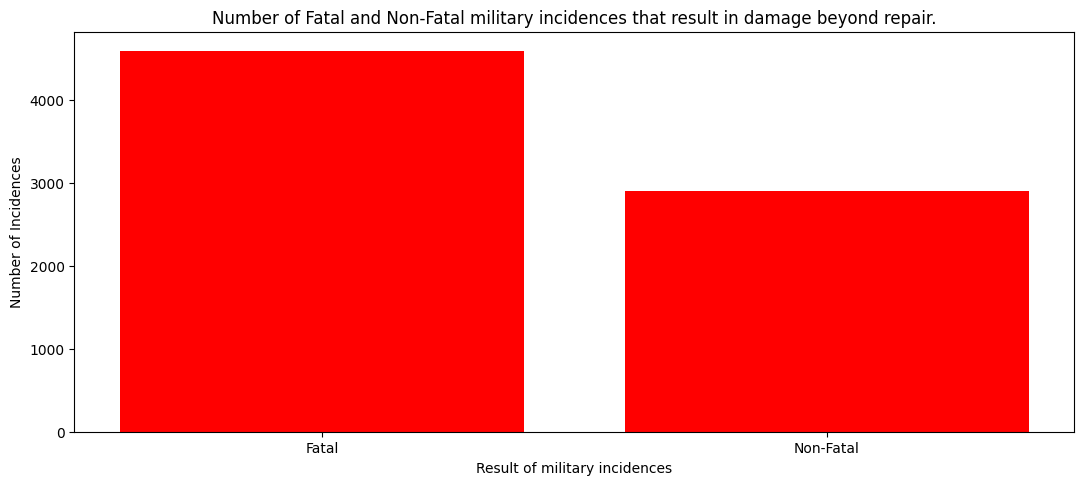 Number of Fatal and Non-Fatal military incidences that result in damage beyond repair.
Number of Incidences
4000
3000
2000
1000
0
Fatal
Non-Fatal
Result of military incidences